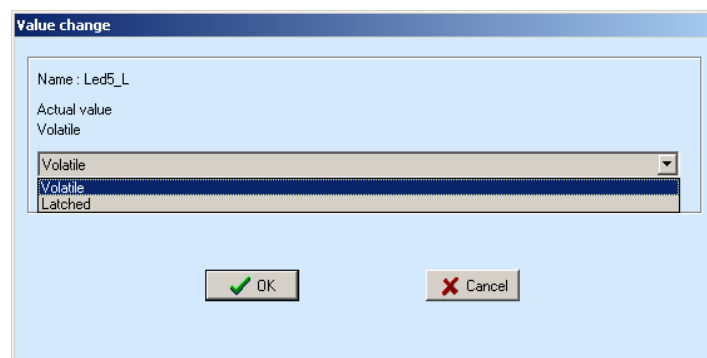 Value change
Name : Led5_L
Actual value
Volatile
Volatile
Volatile
Latched
OK
Cancel